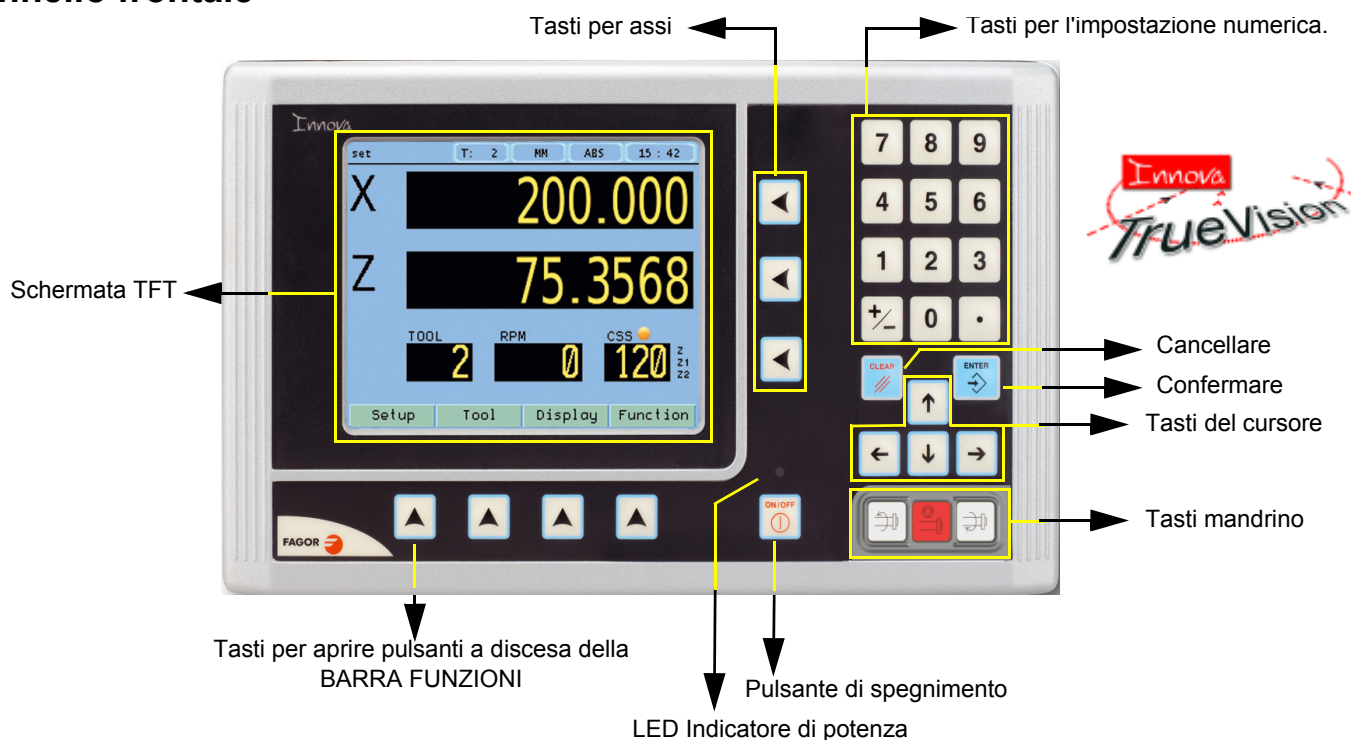 Tasti per assi
Tasti per l'impostazione numerica.
Innova
set T: 2 MM ABS 15 : 42
X 200.000
Z 75.3568
TOOL RPM CSS
2 0 120
Z
Z1
Z2
Setup Tool Display Function
7 8 9
4 5 6
1 2 3
+/- 0 .
CLEAR ENTER
ON/OFF
FAGOR
Innova
TrueVision
Schermata TFT
Cancellare
Confermare
Tasti del cursore
Tasti mandrino
Tasti per aprire pulsanti a discesa della
BARRA FUNZIONI
Pulsante di spegnimento
LED Indicatore di potenza